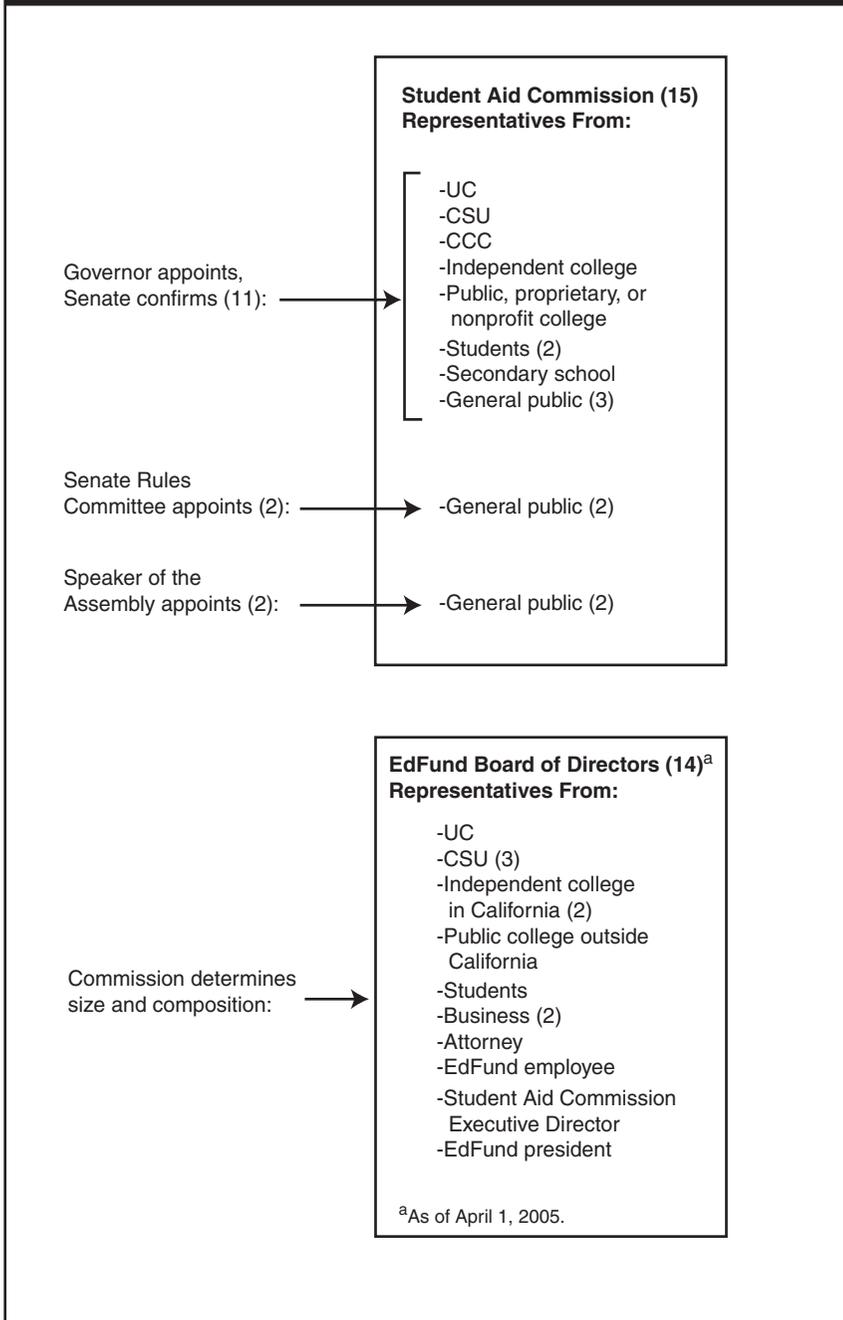 Student Aid Commission (15)
Representatives From:
Governor appoints,
Senate confirms (11):
-UC
-CSU
-CCC
-Independent college
-Public, proprietary, or
nonprofit college
-Students (2)
-Secondary school
-General public (3)
Senate Rules
Committee appoints (2):
-General public (2)
Speaker of the
Assembly appoints (2):
-General public (2)
EdFund Board of Directors (14)a
Representatives From:
Commission determines
size and composition:
-UC
-CSU (3)
-Independent college
in California (2)
-Public college outside
California
-Students
-Business (2)
-Attorney
-EdFund employee
-Student Aid Commission
Executive Director
-EdFund president
aAs of April 1, 2005.